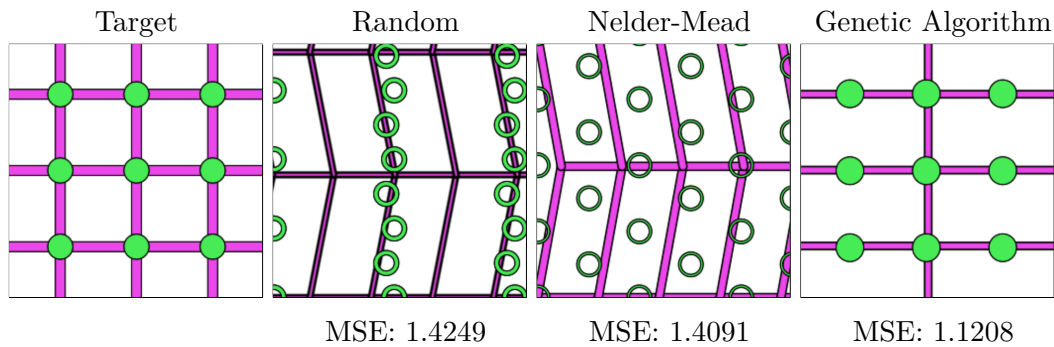 Target Random Nelder-Mead Genetic Algorithm
MSE: 1.4249 MSE: 1.4091 MSE: 1.1208